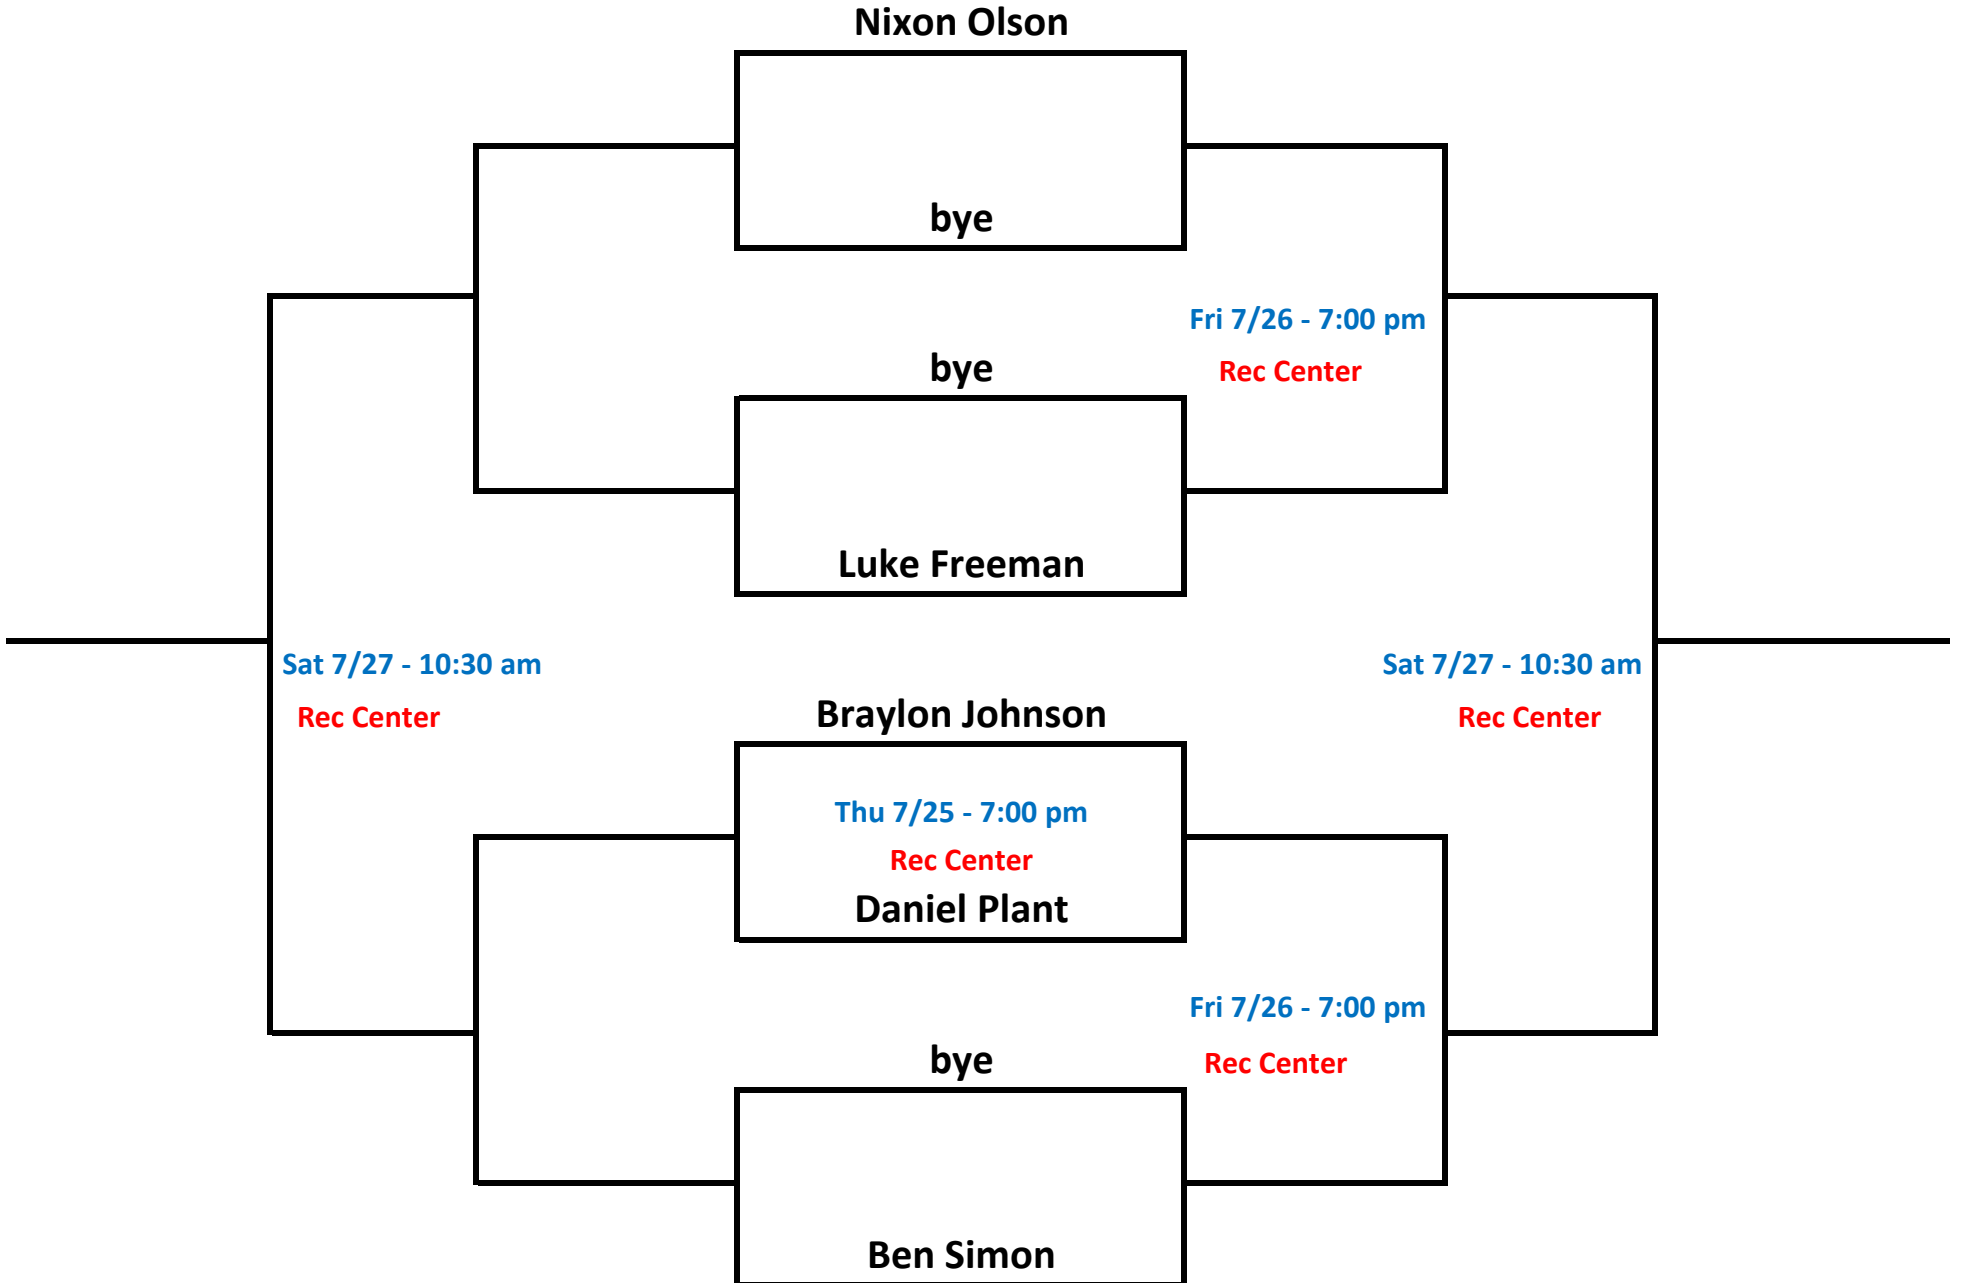 Nixon Olson
bye
Fri 7/26 - 7:00 pm
bye
Rec Center
Luke Freeman
Sat 7/27 - 10:30 am
Sat 7/27 - 10:30 am
Rec Center
Braylon Johnson
Rec Center
Thu 7/25 - 7:00 pm
Rec Center
Daniel Plant
Fri 7/26 - 7:00 pm
bye
Rec Center
Ben Simon